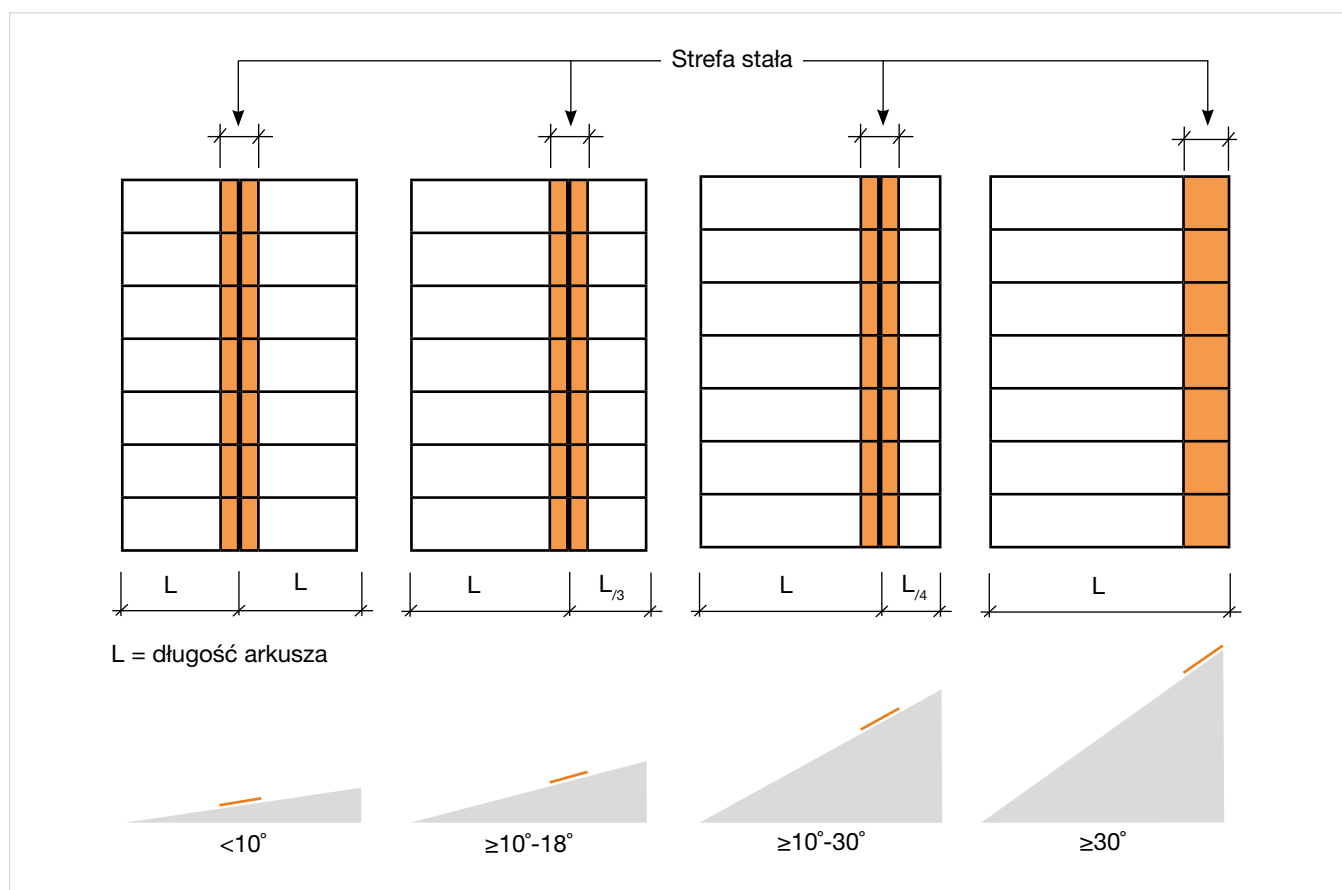 Strefa stała
L L L L/3 L L/4 L
L = długość arkusza
<10° ≥10°-18° ≥10°-30° ≥30°